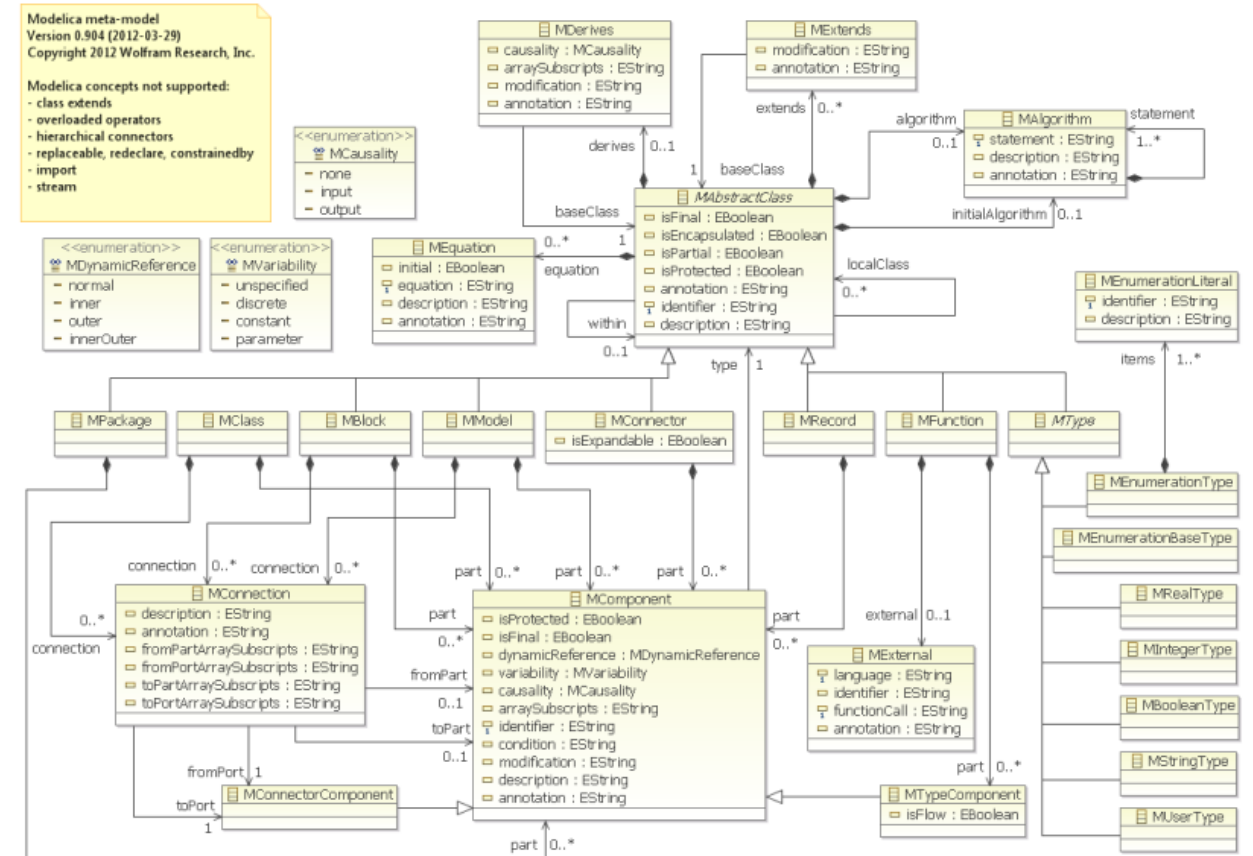 Modelica meta-model
Version 0.904 (2012-03-29)
Copyright 2012 Wolfram Research, Inc.
Modelica concepts not supported:
- class extends
- overloaded operators
- hierarchical connectors
- replaceable, redeclare, constrainedby
- import
- stream
<<enumeration>>
MCausality
none
input
output
MDerives
causality : MCausality
arraySubscripts : EString
modification : EString
annotation : EString
MExtends
modification : EString
annotation : EString
extends 0..*
derives 0..1
baseClass
1
baseClass
1
algorithm
0..1
MAlgorithm
statement : EString
description : EString
annotation : EString
statement
1..*
initialAlgorithm 0..1
<<enumeration>>
MDynamicReference
normal
inner
outer
innerOuter
<<enumeration>>
MVariability
unspecified
discrete
constant
parameter
MEquation
initial : EBoolean
equation : EString
description : EString
annotation : EString
0..*
equation
MAbstractClass
isFinal : EBoolean
isEncapsulated : EBoolean
isPartial : EBoolean
isProtected : EBoolean
annotation : EString
identifier : EString
description : EString
localClass
0..*
within
0..1
type 1
MEnumerationLiteral
identifier : EString
description : EString
items 1..*
MPackage
MClass
MBlock
MModel
MConnector
isExpandable : EBoolean
MRecord
MFunction
MType
MEnumerationType
MEnumerationBaseType
MRealType
MIntegerType
MBooleanType
MStringType
MUserType
connection 0..*
connection 0..*
0..*
connection
part 0..*
part 0..*
part 0..*
part
0..*
part
0..*
external 0..1
MConnection
description : EString
annotation : EString
fromPartArraySubscripts : EString
fromPortArraySubscripts : EString
toPartArraySubscripts : EString
toPortArraySubscripts : EString
fromPart
0..1
toPart
0..1
MComponent
isProtected : EBoolean
isFinal : EBoolean
dynamicReference : MDynamicReference
variability : MVariability
causality : MCausality
arraySubscripts : EString
identifier : EString
condition : EString
modification : EString
description : EString
annotation : EString
MExternal
language : EString
identifier : EString
functionCall : EString
annotation : EString
fromPort 1
toPort
1
MConnectorComponent
part 0..*
MTypeComponent
isFlow : EBoolean
part 0..*